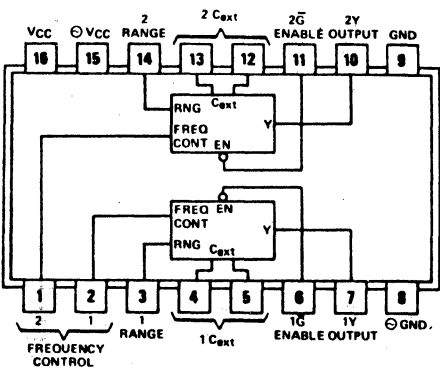 2 2 Cext 2G̅ 2Y
VCC ⊖ VCC RANGE ENABLE OUTPUT GND
16 15 14 13 12 11 10 9
Cext
RNG
FREQ
CONT EN
Y
FREQ EN
CONT
Y
RNG
Cext
1 2 3 4 5 6 7 8
2 1 1 1G̅ 1Y ⊖ GND.
RANGE 1 Cext ENABLE OUTPUT
FREQUENCY
CONTROL